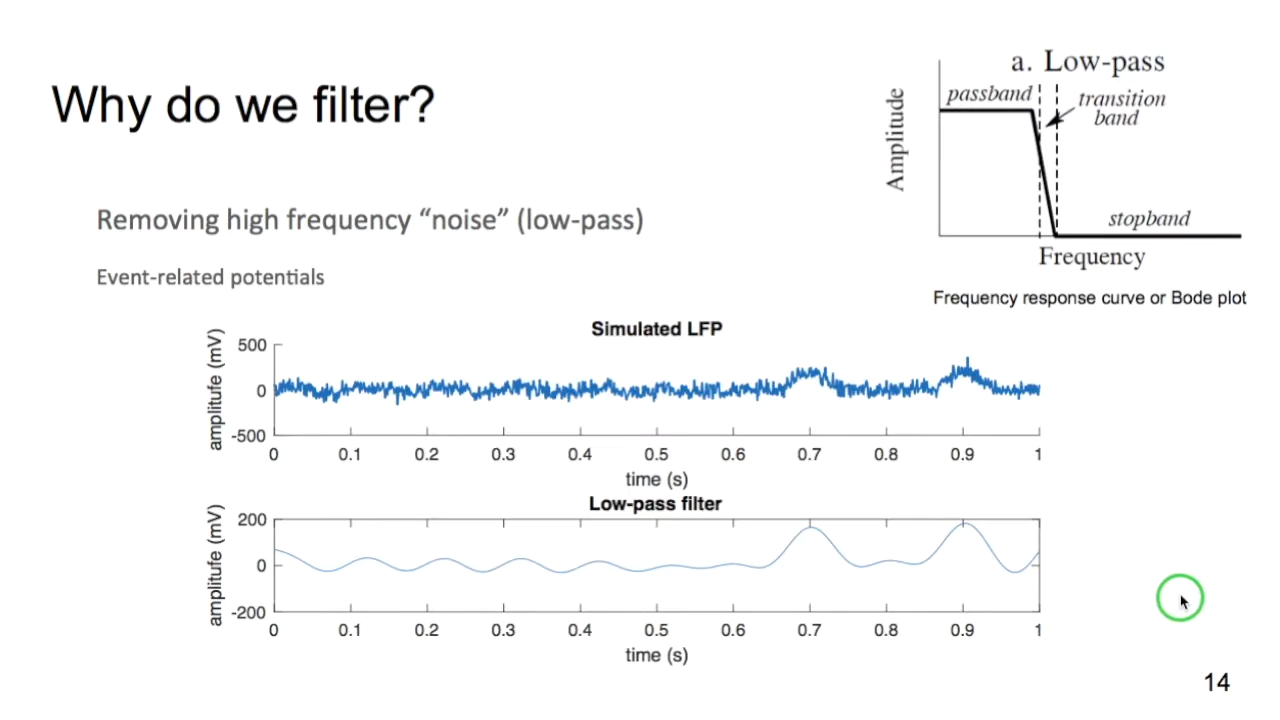 Why do we filter?
Removing high frequency “noise” (low-pass)
Event-related potentials
a. Low-pass
passband
transition
band
Amplitude
stopband
Frequency
Frequency response curve or Bode plot
Simulated LFP
amplitufe (mV)
500
0
-500
0 0.1 0.2 0.3 0.4 0.5 0.6 0.7 0.8 0.9 1
time (s)
Low-pass filter
amplitufe (mV)
200
0
-200
0 0.1 0.2 0.3 0.4 0.5 0.6 0.7 0.8 0.9 1
time (s)
14